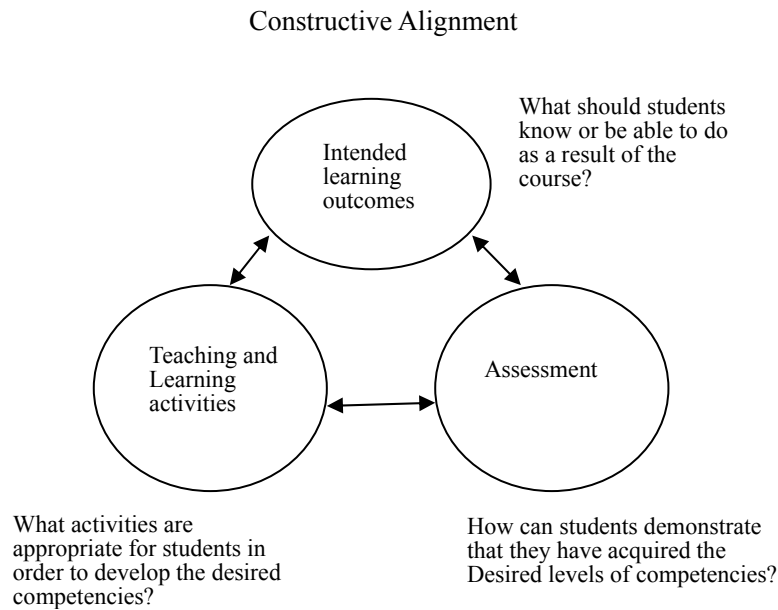 Constructive Alignment
What should students
know or be able to do
as a result of the
course?
Intended
learning
outcomes
Teaching and
Learning
activities
Assessment
What activities are
appropriate for students in
order to develop the desired
competencies?
How can students demonstrate
that they have acquired the
Desired levels of competencies?